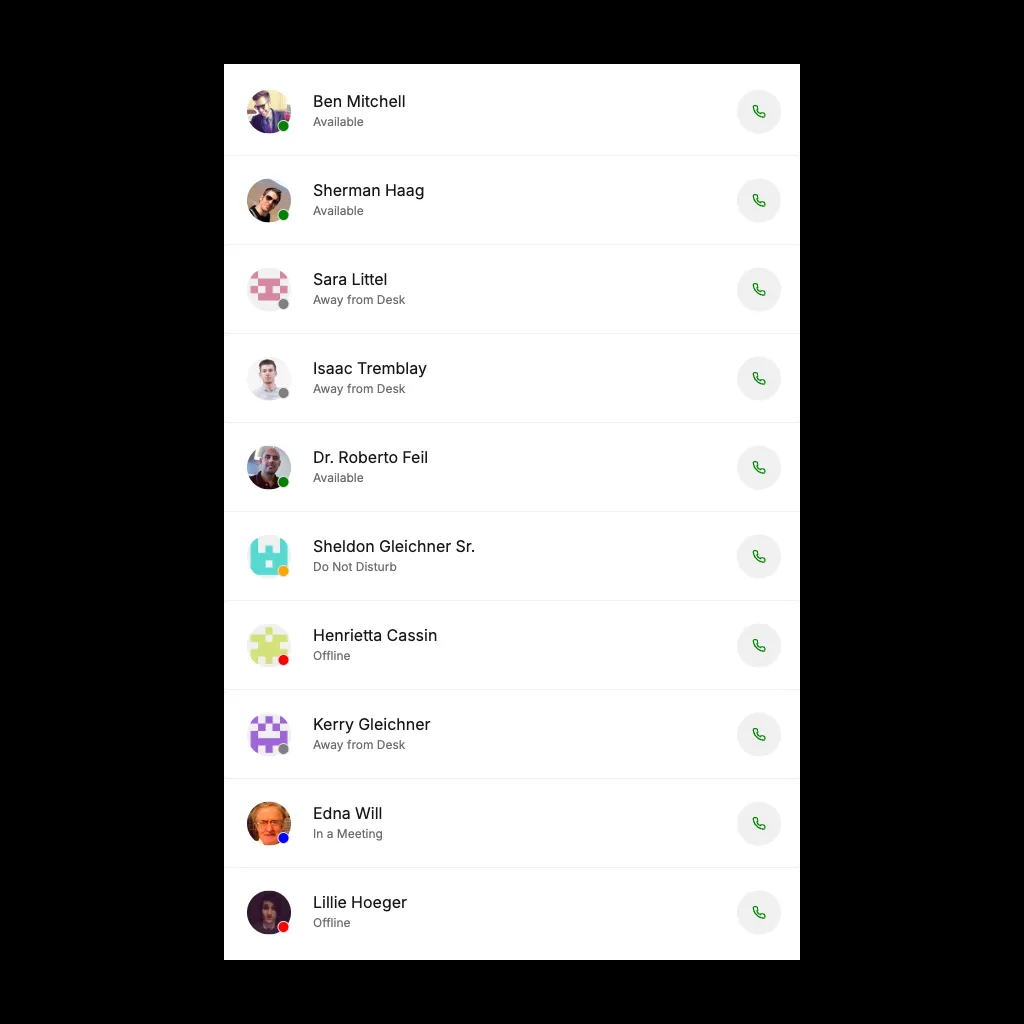 Ben Mitchell
Available
Sherman Haag
Available
Sara Littel
Away from Desk
Isaac Tremblay
Away from Desk
Dr. Roberto Feil
Available
Sheldon Gleichner Sr.
Do Not Disturb
Henrietta Cassin
Offline
Kerry Gleichner
Away from Desk
Edna Will
In a Meeting
Lillie Hoeger
Offline